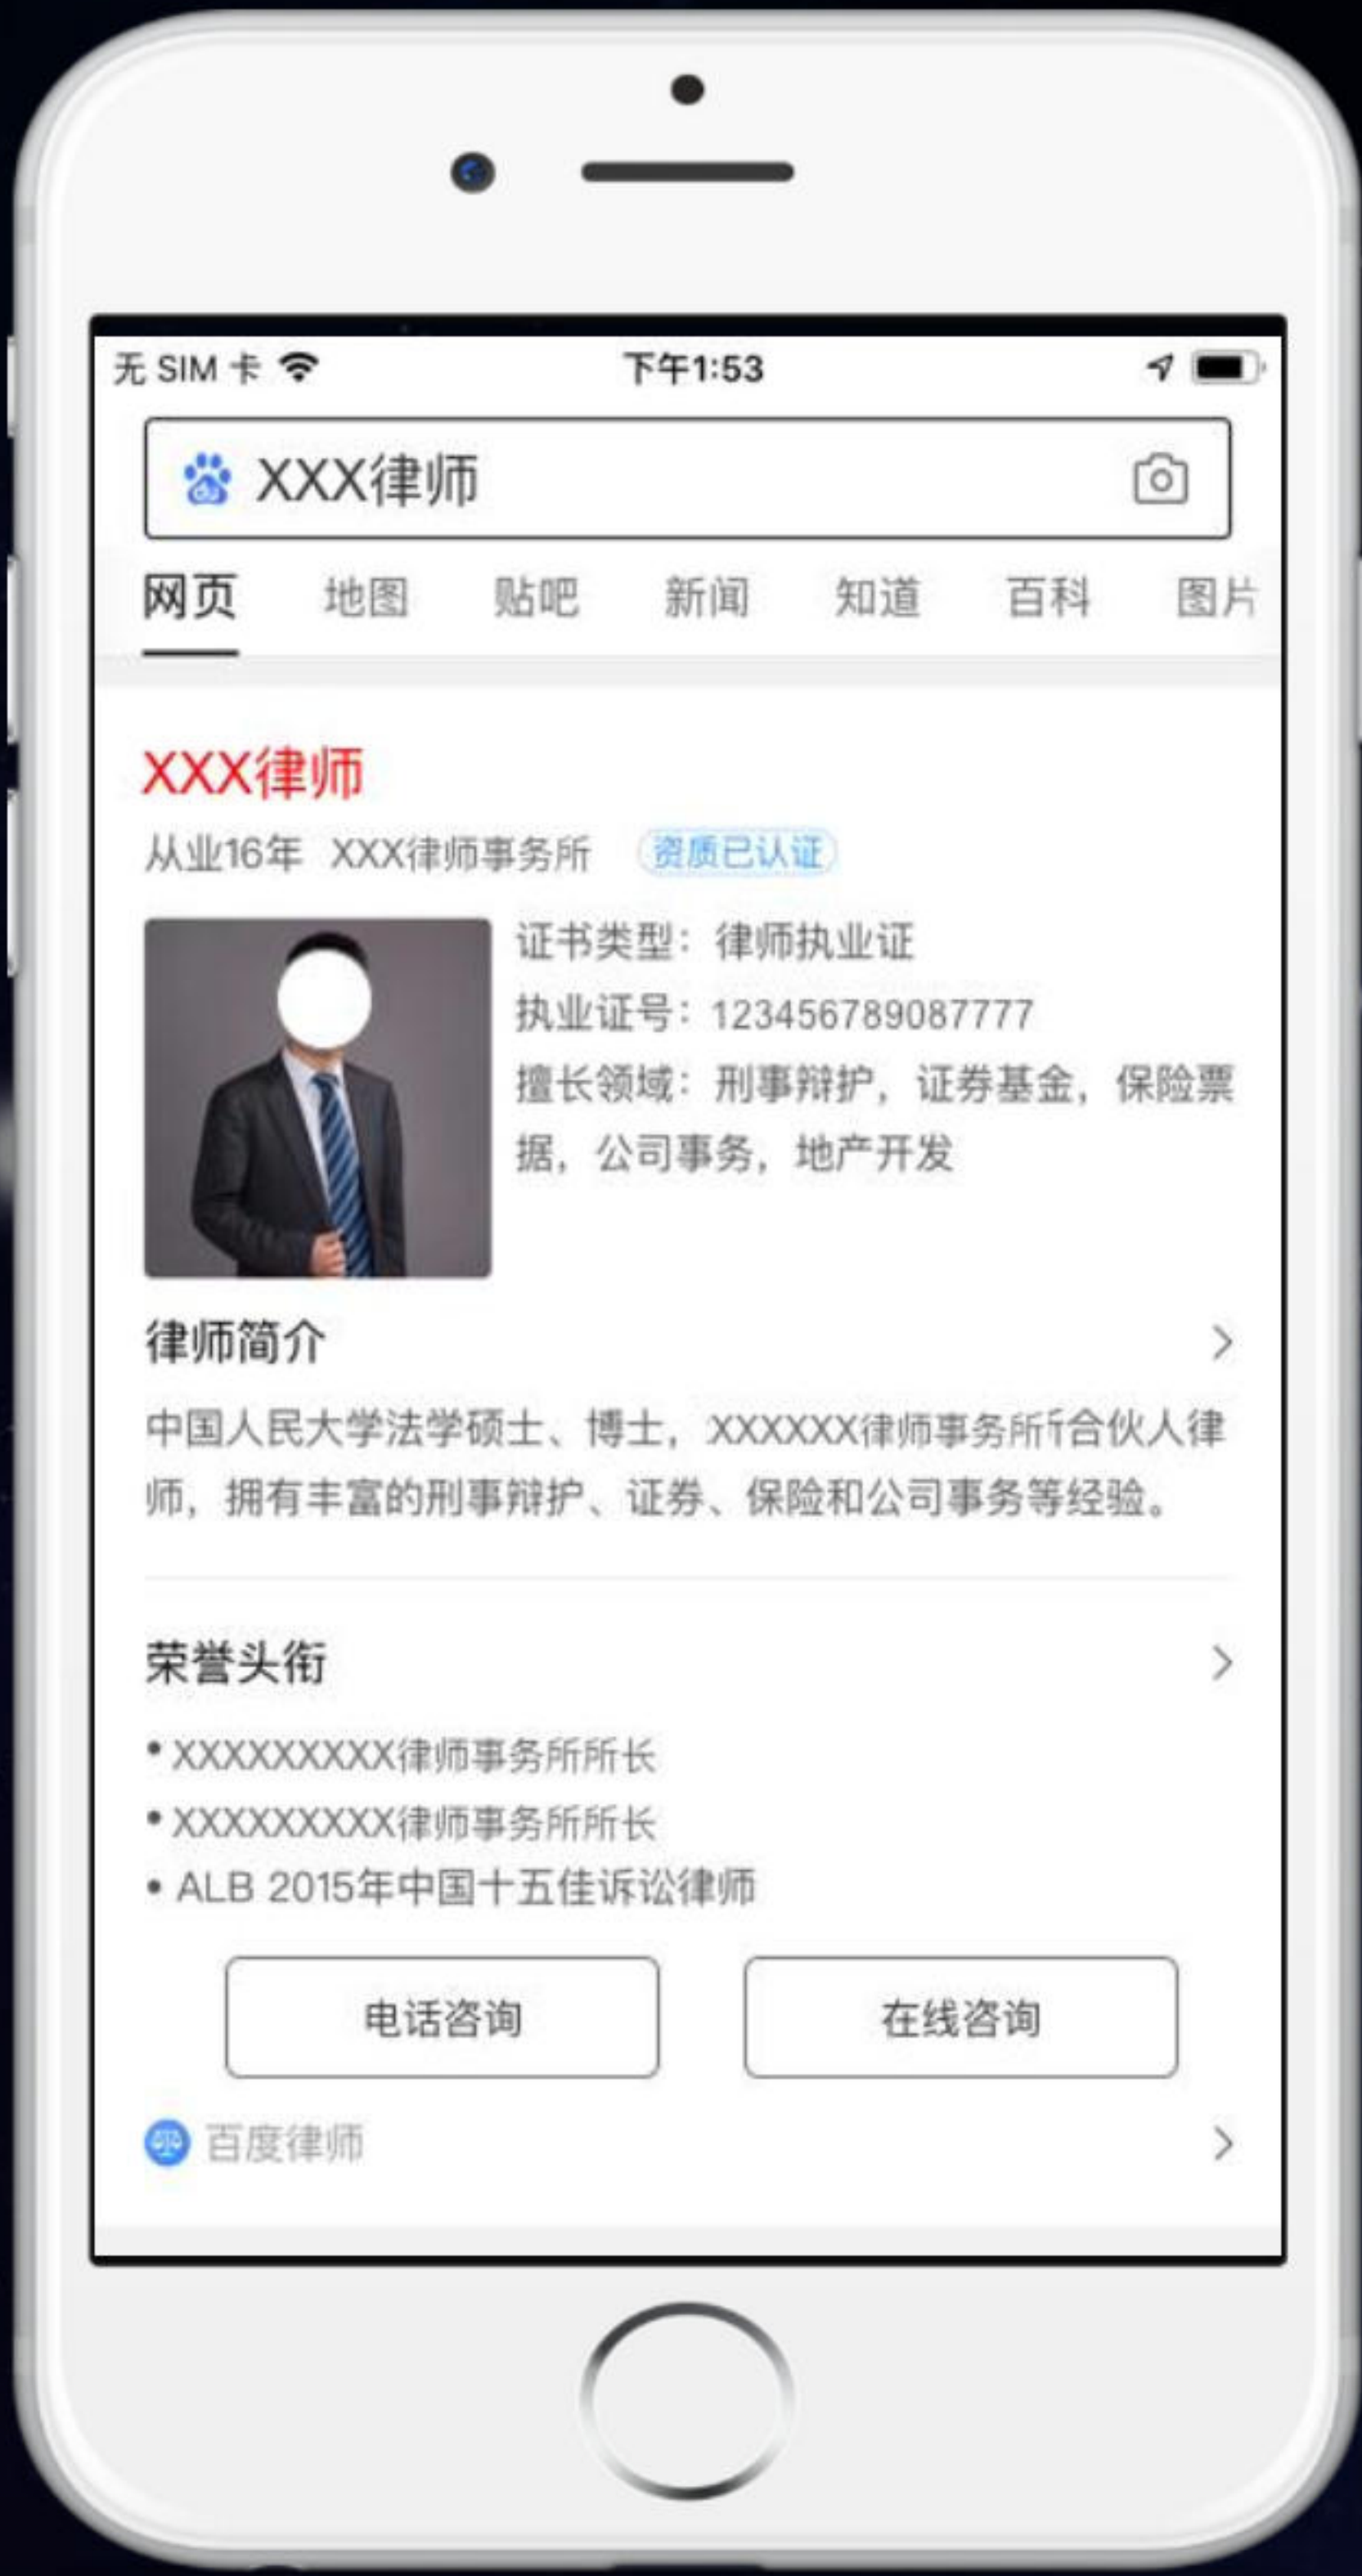 无 SIM 卡 下午1:53
XXX律师
网页 地图 贴吧 新闻 知道 百科 图片
XXX律师
从业16年 XXX律师事务所 资质已认证
证书类型：律师执业证
执业证号：123456789087777
擅长领域：刑事辩护，证券基金，保险票
据，公司事务，地产开发
律师简介
中国人民大学法学硕士、博士，XXXXXX律师事务所合伙人律
师，拥有丰富的刑事辩护、证券、保险和公司事务等经验。
荣誉头衔
• XXXXXXXXX律师事务所所长
• XXXXXXXXX律师事务所所长
• ALB 2015年中国十五佳诉讼律师
电话咨询 在线咨询
百度律师